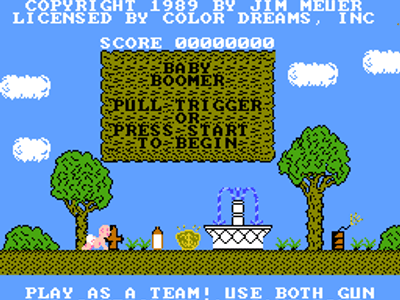 COPYRIGHT 1989 BY JIM MEUER
LICENSED BY COLOR DREAMS, INC
SCORE 00000000
BABY
BOOMER
PULL TRIGGER
OR
PRESS START
TO BEGIN
PLAY AS A TEAM! USE BOTH GUN